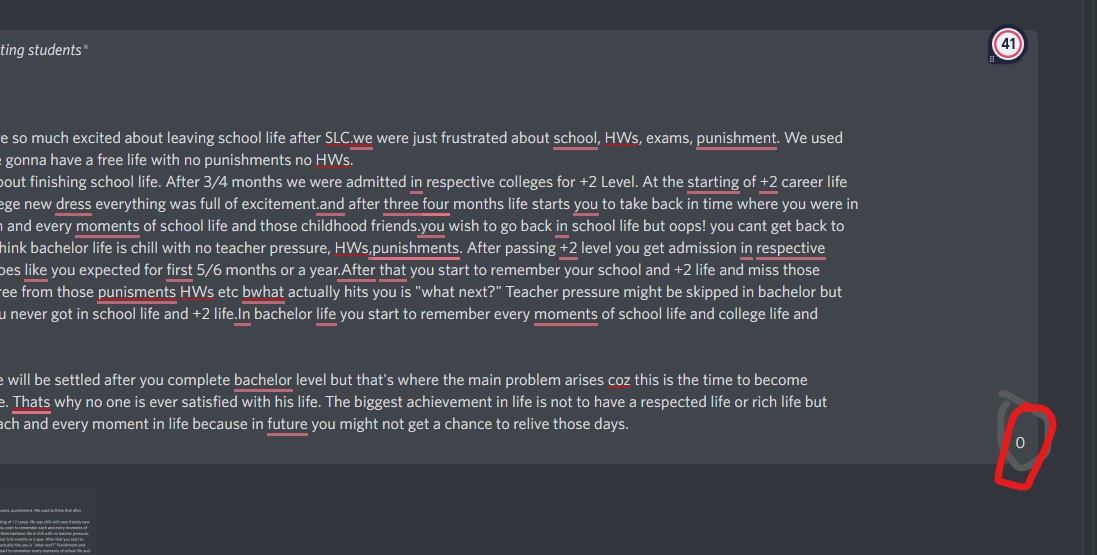 ting students*
41
e so much excited about leaving school life after SLC.we were just frustrated about school, HWs, exams, punishment. We used
gonna have a free life with no punishments no HWs.
out finishing school life. After 3/4 months we were admitted in respective colleges for +2 Level. At the starting of +2 career life
ege new dress everything was full of excitement.and after three four months life starts you to take back in time where you were in
and every moments of school life and those childhood friends.you wish to go back in school life but oops! you cant get back to
hink bachelor life is chill with no teacher pressure, HWs,punishments. After passing +2 level you get admission in respective
oes like you expected for first 5/6 months or a year.After that you start to remember your school and +2 life and miss those
ree from those punisments HWs etc bwhat actually hits you is "what next?" Teacher pressure might be skipped in bachelor but
u never got in school life and +2 life.In bachelor life you start to remember every moments of school life and college life and
e will be settled after you complete bachelor level but that's where the main problem arises coz this is the time to become
e. Thats why no one is ever satisfied with his life. The biggest achievement in life is not to have a respected life or rich life but
ach and every moment in life because in future you might not get a chance to relive those days.
0